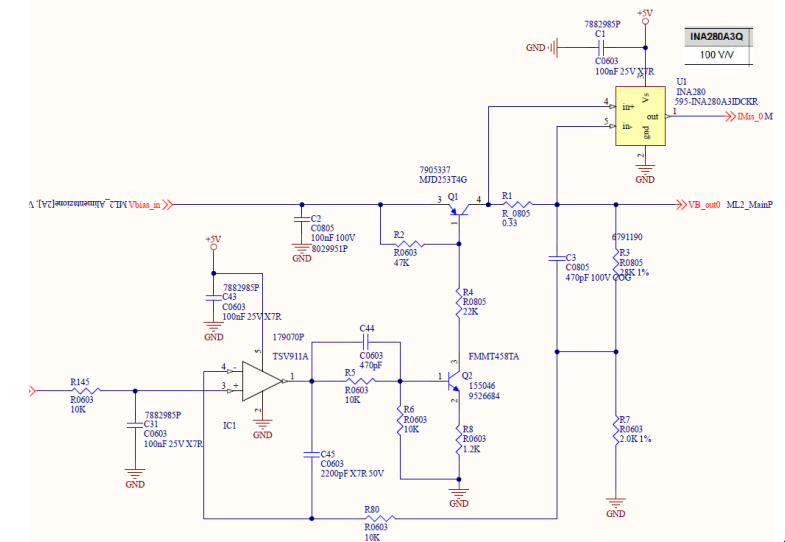 +5V
7882985P
C1
GND
C0603
100nF 25V X7R
INA280A3Q
100 V/V
3
Vs
U1
INA280
595-INA280A3IDCKR
4
in+
5
in-
out
1
IMis_0
gnd
2
GND
7905337
MJD253T4G
Q1
3
4
1
R1
R_0805
0.33
ML2_Alimentazione[2A], V
Vbias_in
VB_out0
ML2_MainP
C2
C0805
100nF 100V
8029951P
GND
R2
R0603
47K
6791190
R3
R0805
28K 1%
C3
C0805
470pF 100V COG
+5V
7882985P
C43
C0603
100nF 25V X7R
GND
R4
R0805
22K
179070P
TSV911A
5
4
-
3
+
1
2
IC1
GND
C44
C0603
470pF
R5
R0603
10K
FMMT458TA
3
1
Q2
2
155046
9526684
R145
R0603
10K
7882985P
C31
C0603
100nF 25V X7R
GND
R6
R0603
10K
R8
R0603
1.2K
GND
R7
R0603
2.0K 1%
GND
C45
C0603
2200pF X7R 50V
R80
R0603
10K